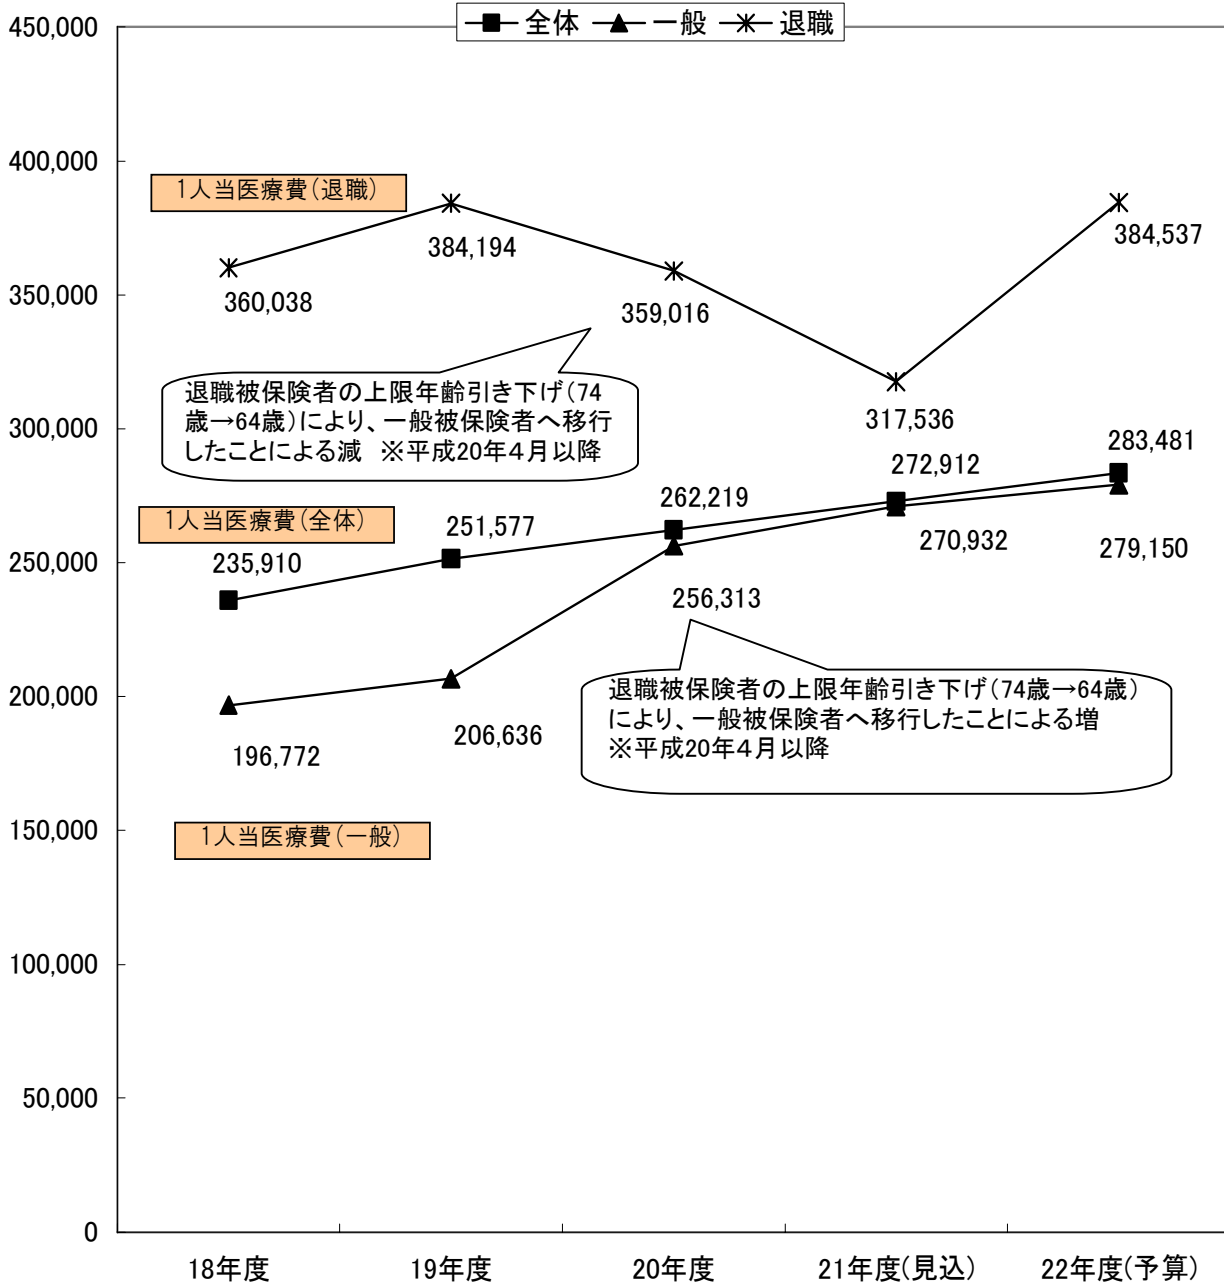 450,000
全体 一般 退職
400,000
1人当医療費(退職)
384,194
384,537
350,000
360,038
359,016
退職被保険者の上限年齢引き下げ(74
歳→64歳)により、一般被保険者へ移行
したことによる減 ※平成20年4月以降
317,536
300,000
272,912
283,481
1人当医療費(全体)
251,577
262,219
270,932
279,150
250,000
235,910
256,313
退職被保険者の上限年齢引き下げ(74歳→64歳)
により、一般被保険者へ移行したことによる増
※平成20年4月以降
200,000
196,772
206,636
150,000
1人当医療費(一般)
100,000
50,000
0
18年度 19年度 20年度 21年度(見込) 22年度(予算)